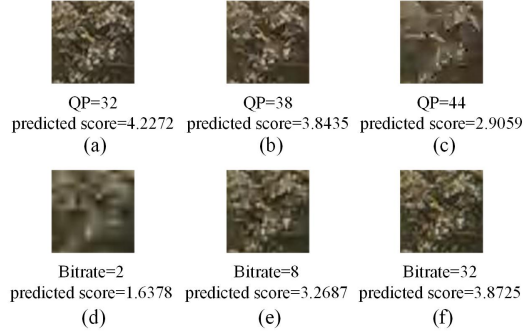 QP=32 QP=38 QP=44
predicted score=4.2272 predicted score=3.8435 predicted score=2.9059
(a) (b) (c)
Bitrate=2 Bitrate=8 Bitrate=32
predicted score=1.6378 predicted score=3.2687 predicted score=3.8725
(d) (e) (f)